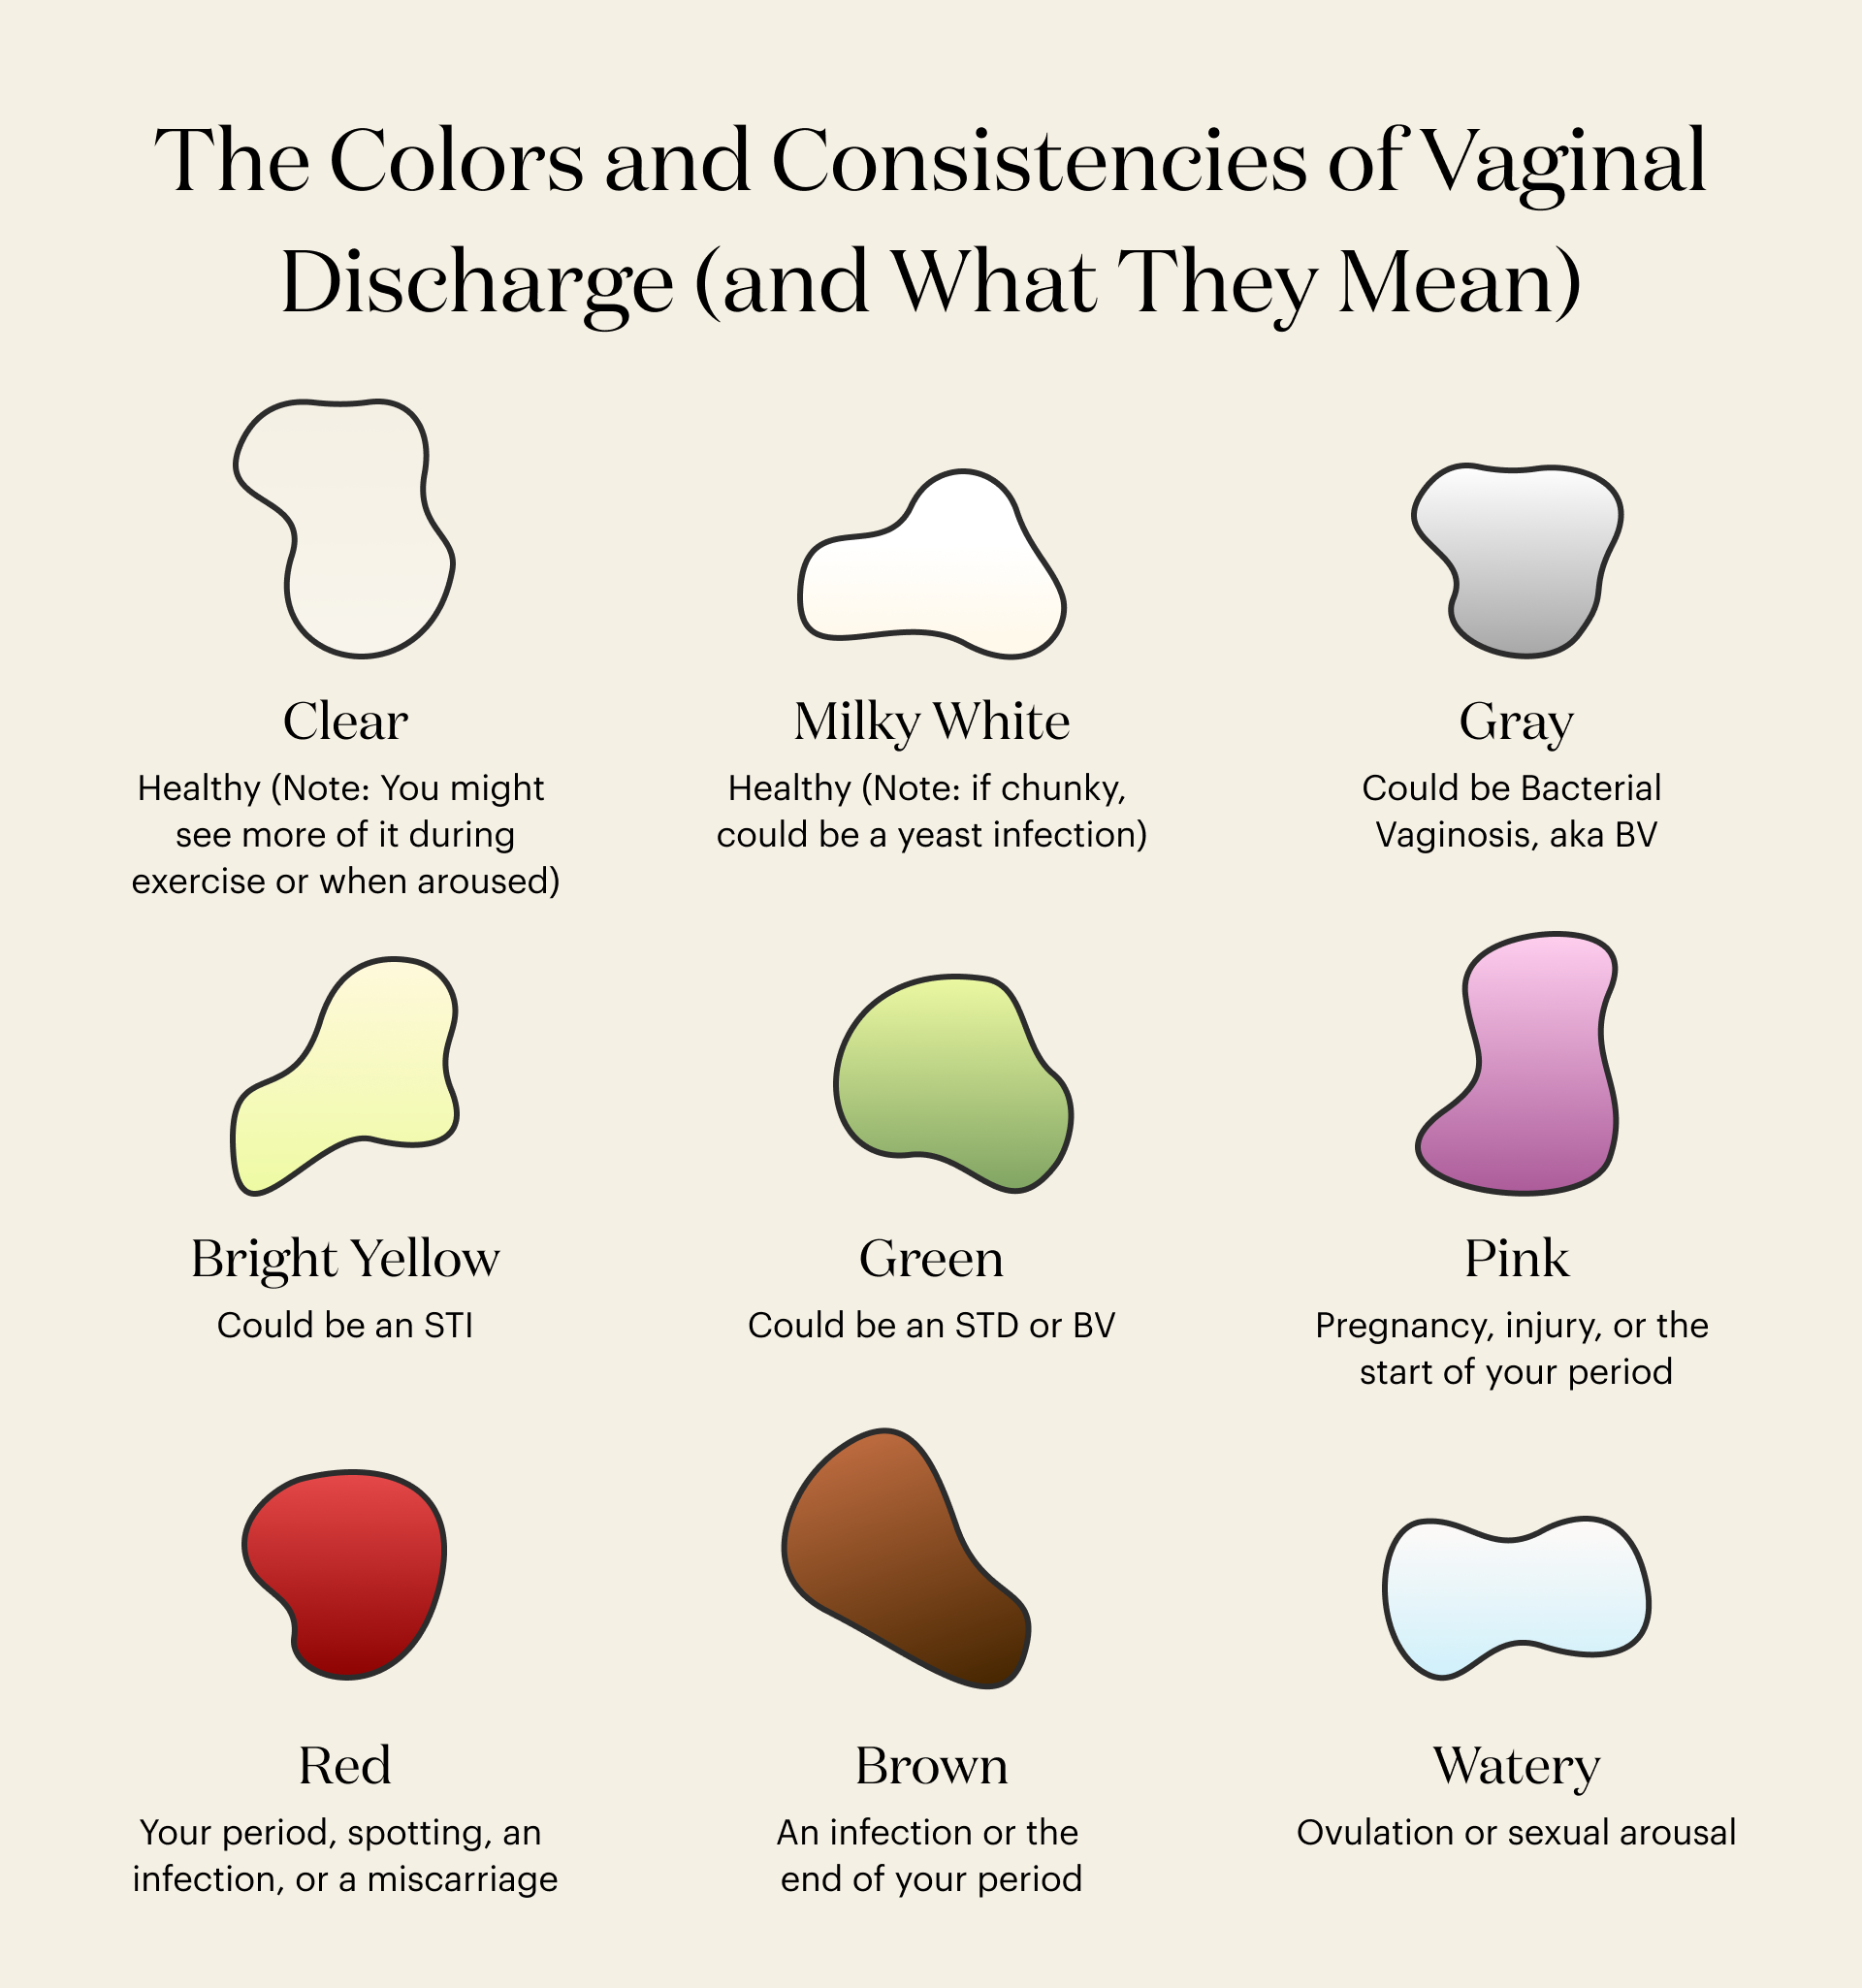 The Colors and Consistencies of Vaginal
Discharge (and What They Mean)
Clear
Healthy (Note: You might
see more of it during
exercise or when aroused)
Milky White
Healthy (Note: if chunky,
could be a yeast infection)
Gray
Could be Bacterial
Vaginosis, aka BV
Bright Yellow
Could be an STI
Green
Could be an STD or BV
Pink
Pregnancy, injury, or the
start of your period
Red
Your period, spotting, an
infection, or a miscarriage
Brown
An infection or the
end of your period
Watery
Ovulation or sexual arousal